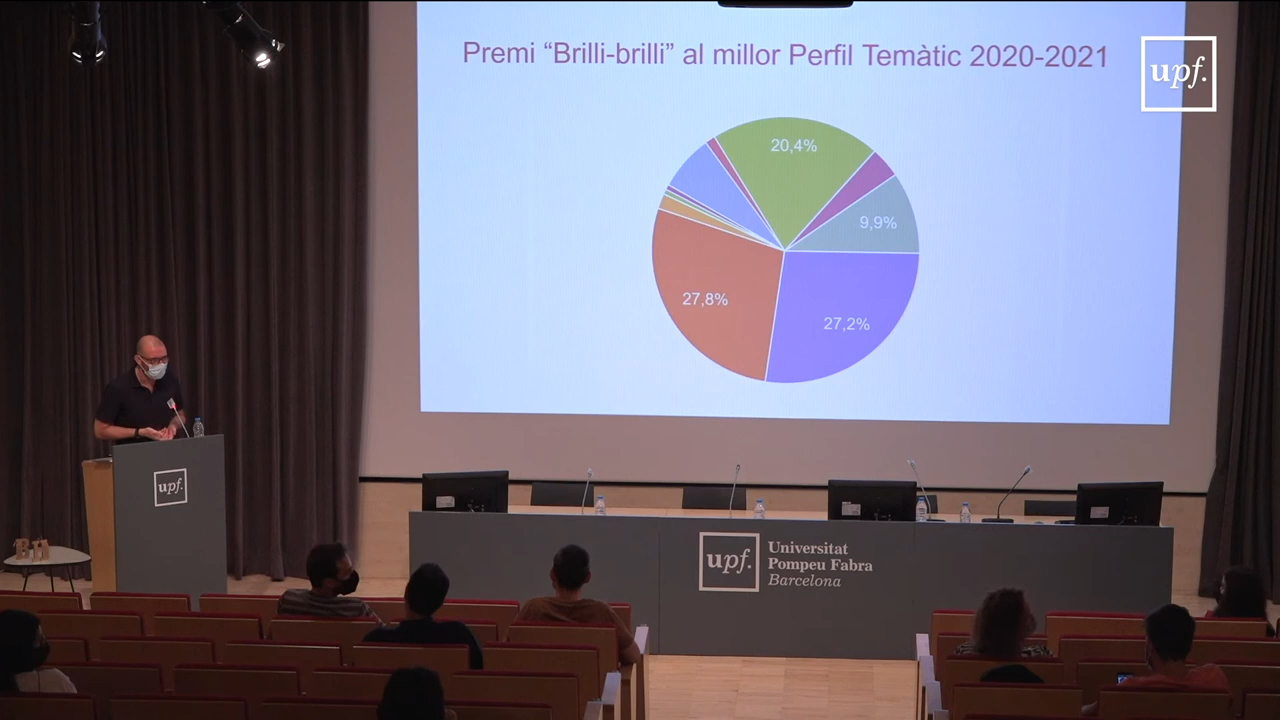 Premi “Brilli-brilli” al millor Perfil Temàtic 2020-2021
upf.
20,4%
9,9%
27,8%
27,2%
upf.
upf.
Universitat
Pompeu Fabra
Barcelona